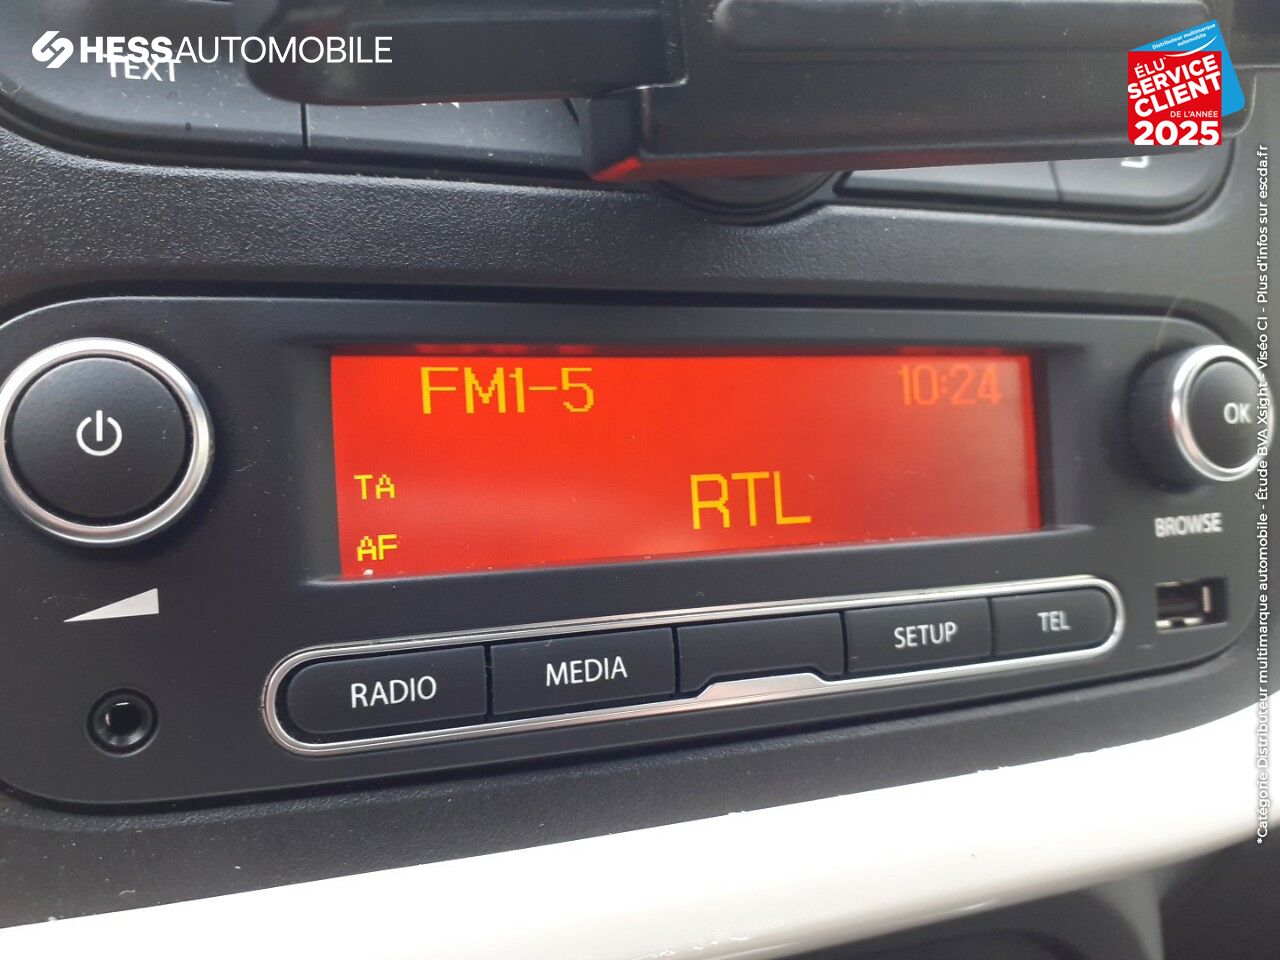 HESSAUTOMOBILE
TEXT
Distributeur multimarque
automobile
ÉLU*
SERVICE
CLIENT
DE L'ANNÉE
2025
*Catégorie Distributeur multimarque automobile - Étude BVA Xsight - Viséo CI - Plus d'infos sur escda.fr
FM1-5
10:24
TA
RTL
AF
OK
BROWSE
RADIO
MEDIA
SETUP
TEL